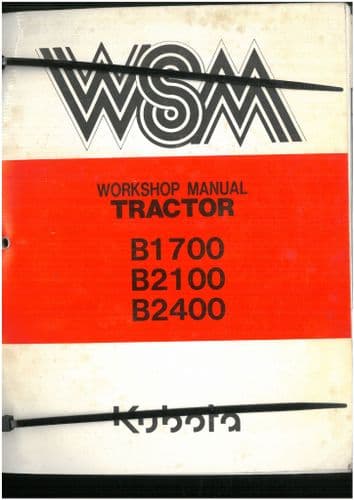 WSM
WORKSHOP MANUAL
TRACTOR
B1700
B2100
B2400
Kubota